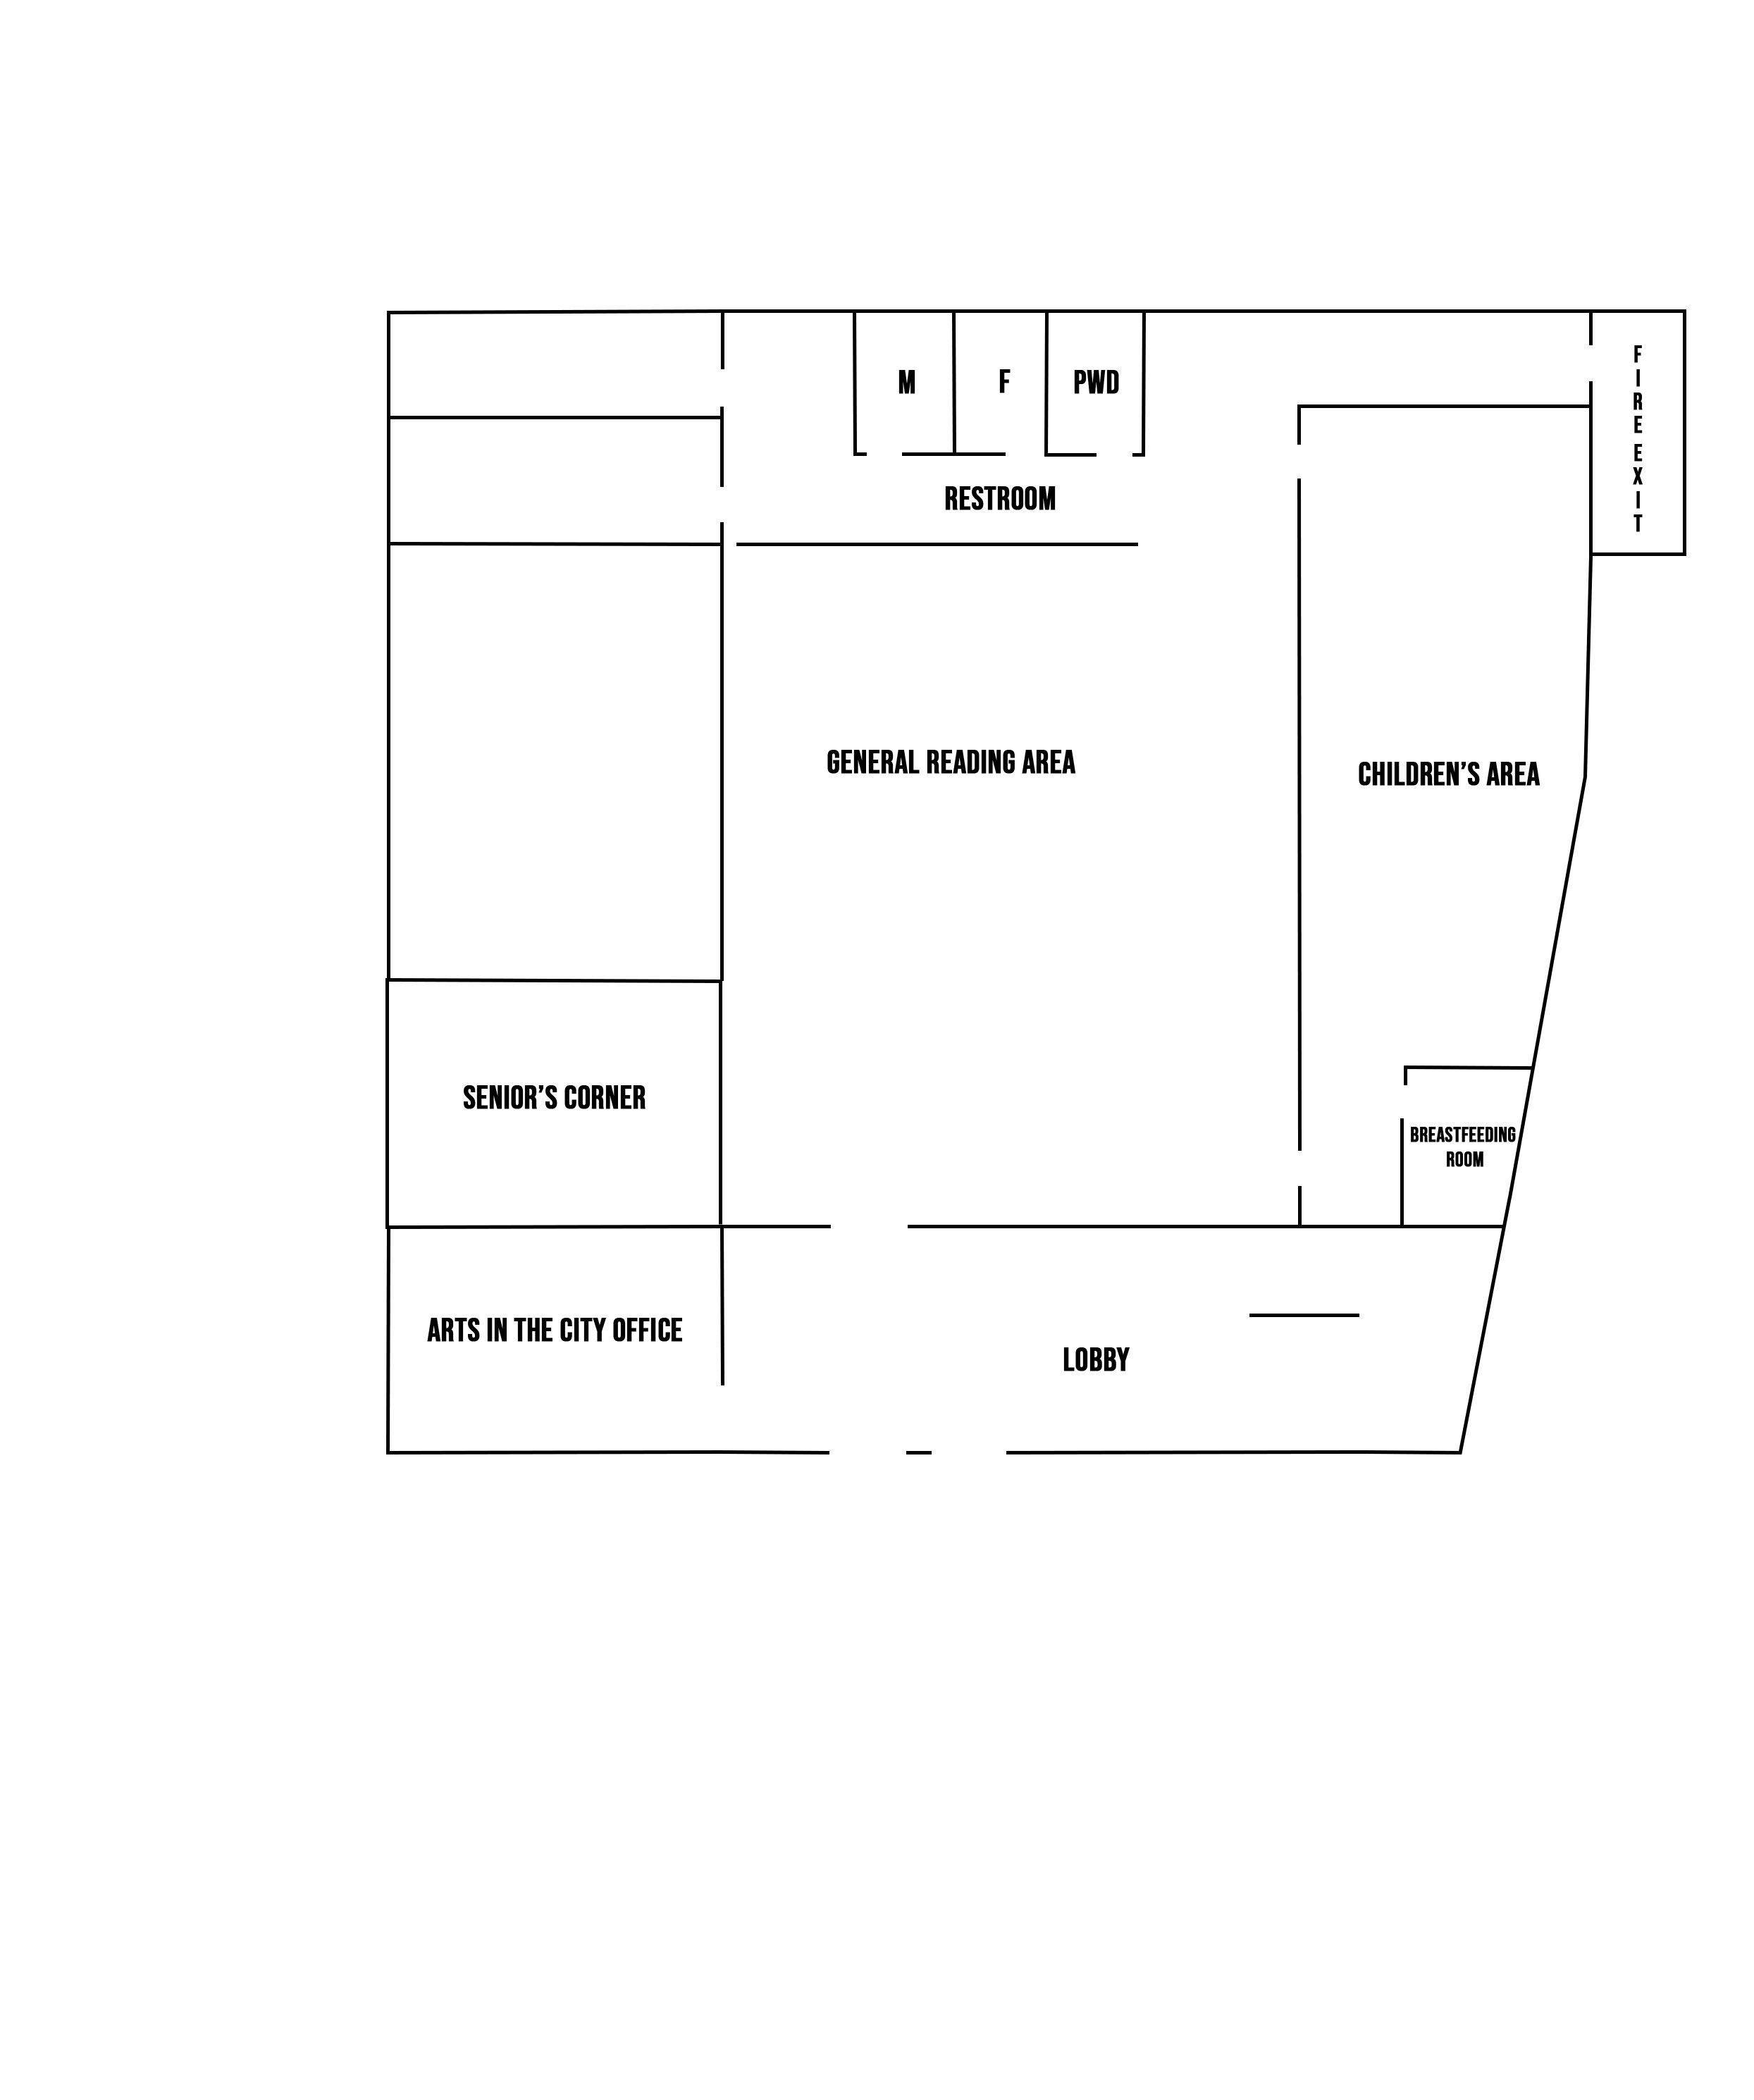 M
F
PWD
FIRE EXIT
RESTROOM
GENERAL READING AREA
CHILDREN'S AREA
SENIOR'S CORNER
BREASTFEEDING
ROOM
ARTS IN THE CITY OFFICE
LOBBY